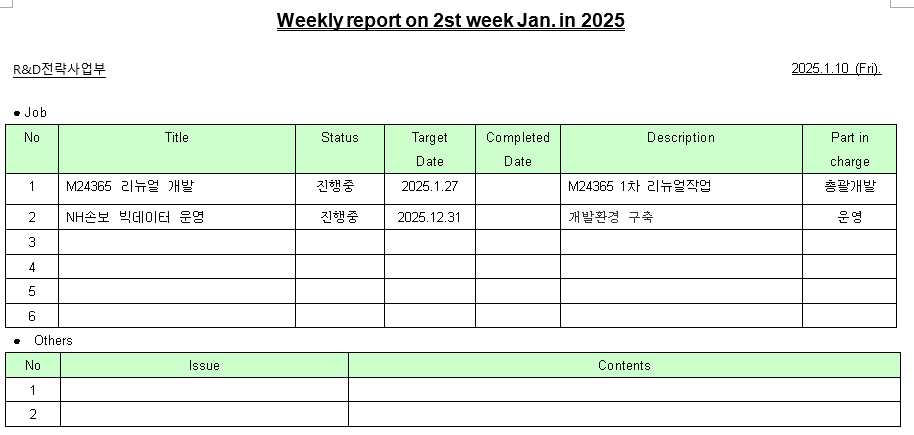 Weekly report on 2st week Jan. in 2025
R&D전략사업부 2025.1.10 (Fri).
● Job
No Title Status Target Date Completed Date Description Part in charge
1 M24365 리뉴얼 개발 진행중 2025.1.27 M24365 1차 리뉴얼작업 총괄개발
2 NH손보 빅데이터 운영 진행중 2025.12.31 개발환경 구축 운영
3
4
5
6
● Others
No Issue Contents
1
2